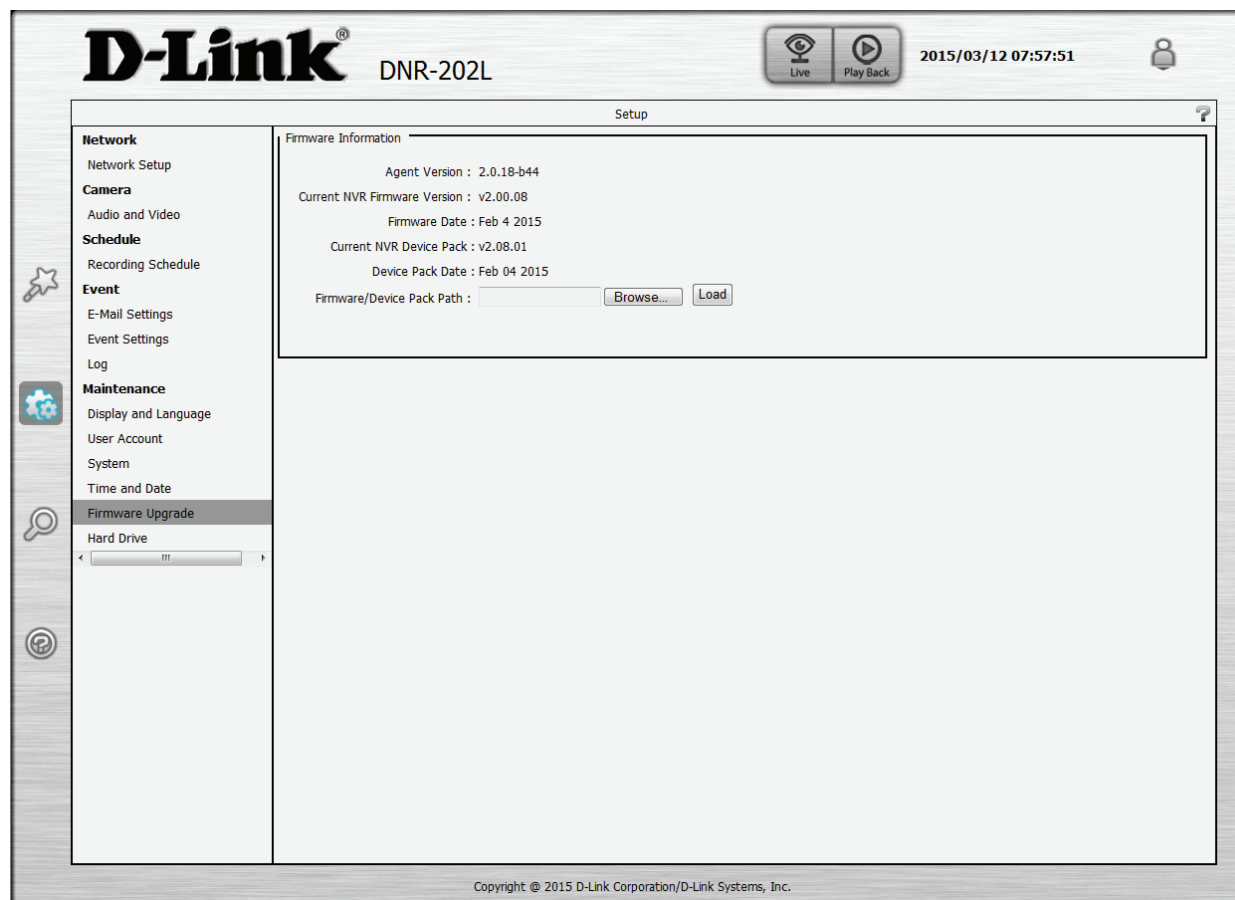 D-Link®
DNR-202L
Live
Play Back
2015/03/12 07:57:51
Setup
?
Network
Network Setup
Camera
Audio and Video
Schedule
Recording Schedule
Event
E-Mail Settings
Event Settings
Log
Maintenance
Display and Language
User Account
System
Time and Date
Firmware Upgrade
Hard Drive
Firmware Information
Agent Version : 2.0.18-b44
Current NVR Firmware Version : v2.00.08
Firmware Date : Feb 4 2015
Current NVR Device Pack : v2.08.01
Device Pack Date : Feb 04 2015
Firmware/Device Pack Path : Browse... Load
?
Copyright @ 2015 D-Link Corporation/D-Link Systems, Inc.